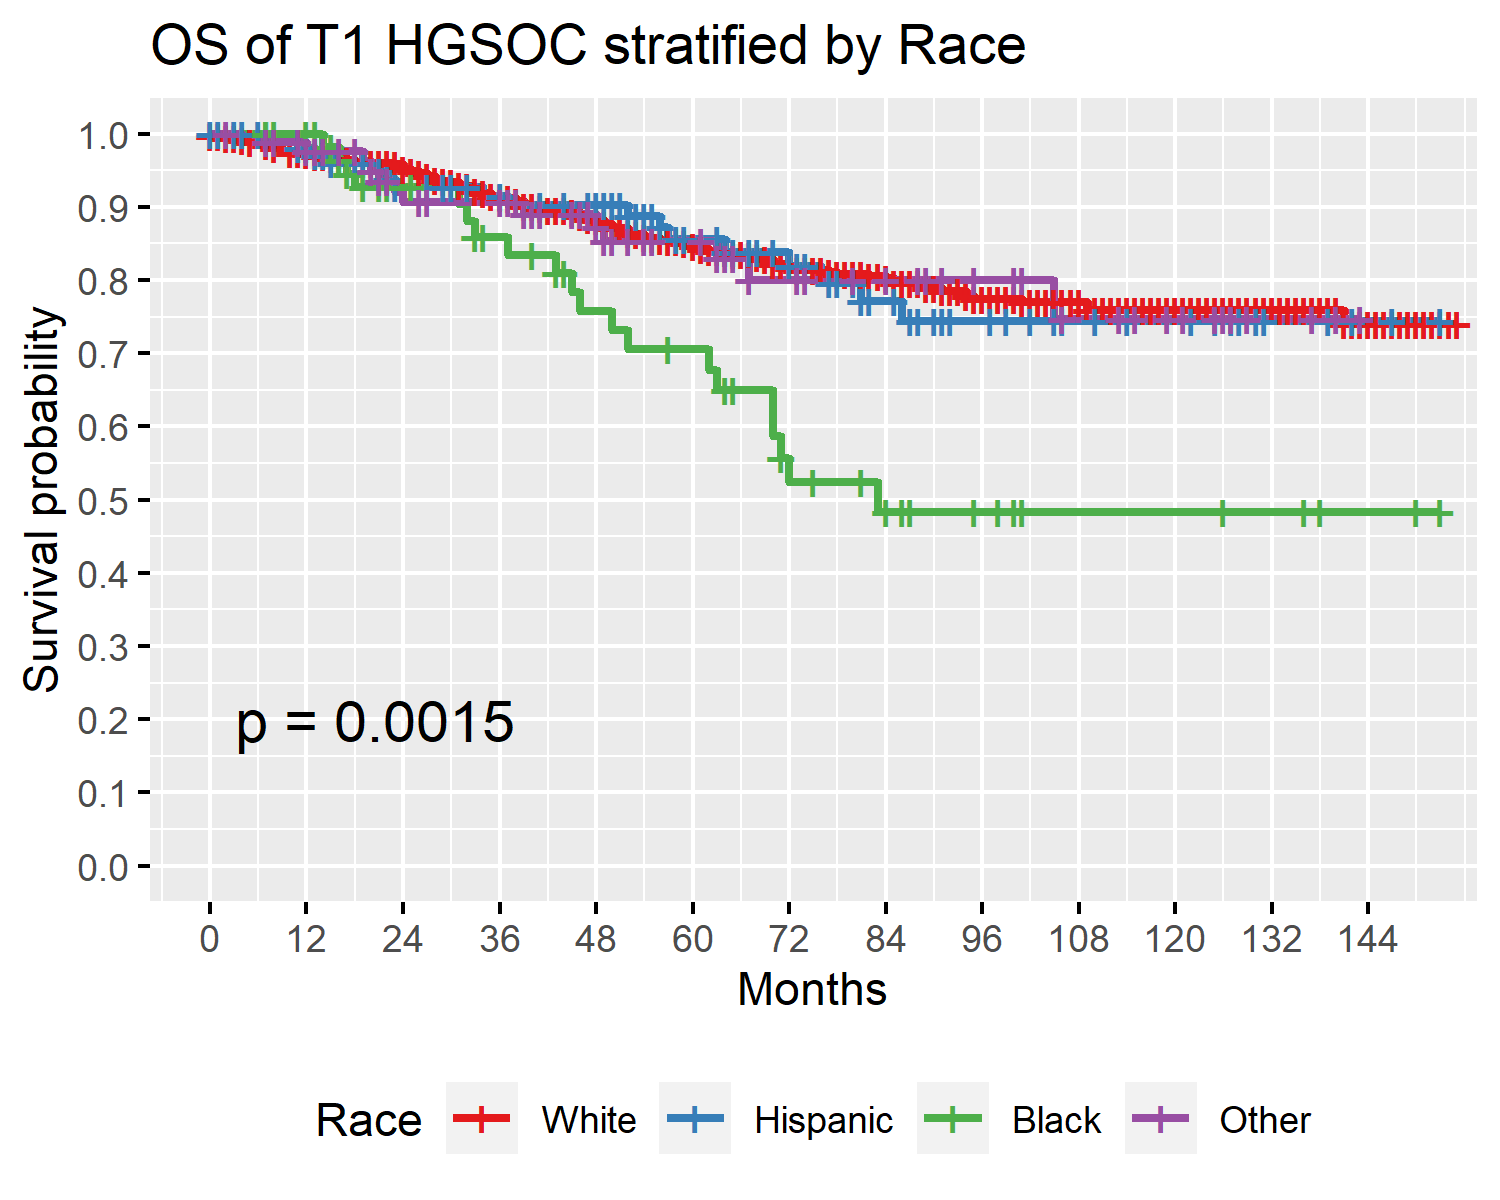 OS of T1 HGSOC stratified by Race
Survival probability
1.0
0.9
0.8
0.7
0.6
0.5
0.4
0.3
0.2
0.1
0.0
p = 0.0015
0 12 24 36 48 60 72 84 96 108 120 132 144
Months
Race White Hispanic Black Other